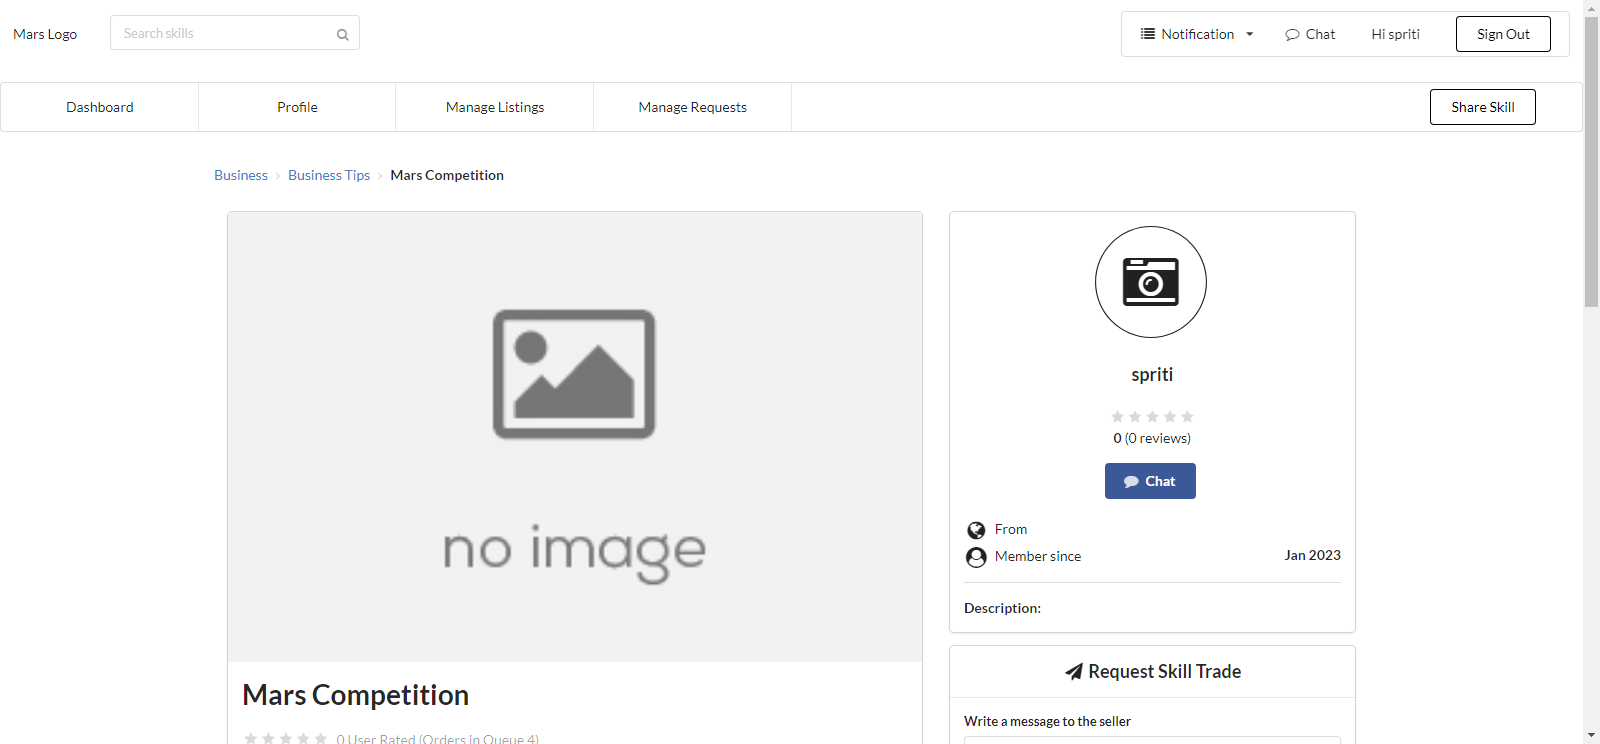 Mars Logo
Search skills
Notification
Chat
Hi spriti
Sign Out
Dashboard
Profile
Manage Listings
Manage Requests
Share Skill
Business › Business Tips › Mars Competition
no image
spriti
0 (0 reviews)
Chat
From
Member since Jan 2023
Description:
Mars Competition
0 User Rated (Orders in Queue 4)
Request Skill Trade
Write a message to the seller